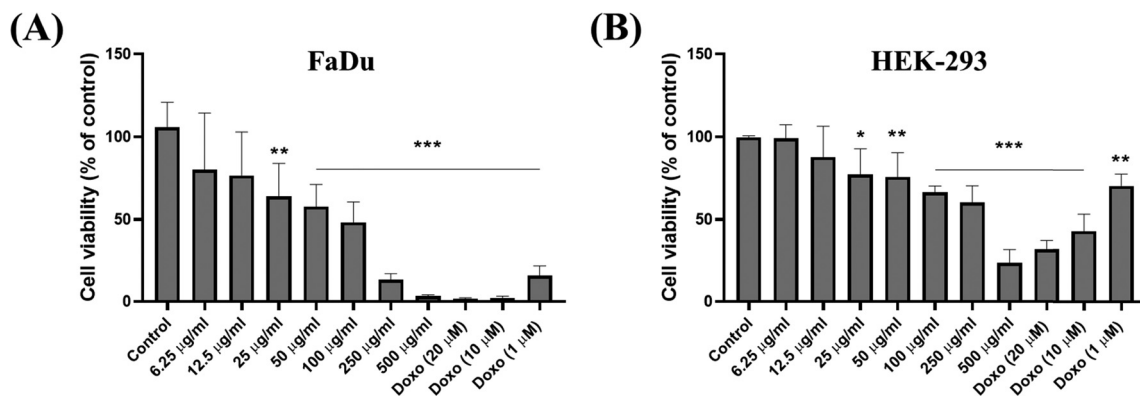 (A)
FaDu
Cell viability (% of control)
150
100
50
0
**
***
Control
6.25 µg/ml
12.5 µg/ml
25 µg/ml
50 µg/ml
100 µg/ml
250 µg/ml
500 µg/ml
Doxo (20 µM)
Doxo (10 µM)
Doxo (1 µM)
(B)
HEK-293
Cell viability (% of control)
150
100
50
0
*
**
***
**
Control
6.25 µg/ml
12.5 µg/ml
25 µg/ml
50 µg/ml
100 µg/ml
250 µg/ml
500 µg/ml
Doxo (20 µM)
Doxo (10 µM)
Doxo (1 µM)